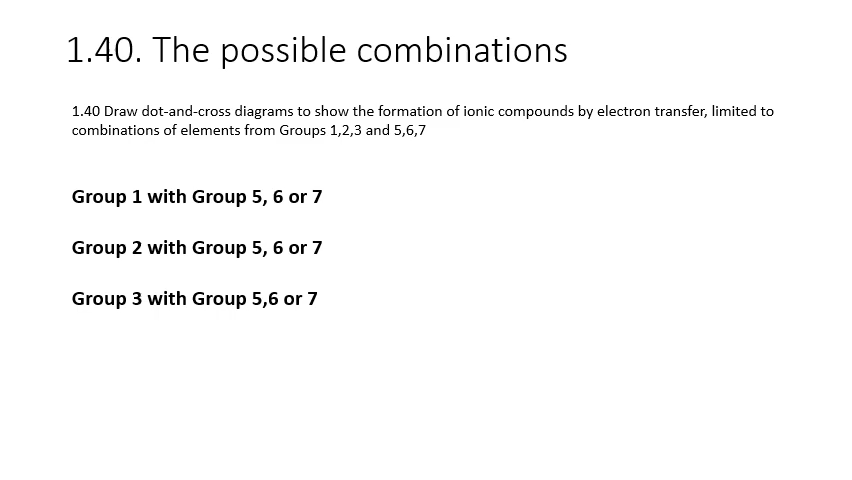 1.40. The possible combinations
1.40 Draw dot-and-cross diagrams to show the formation of ionic compounds by electron transfer, limited to
combinations of elements from Groups 1,2,3 and 5,6,7
Group 1 with Group 5, 6 or 7
Group 2 with Group 5, 6 or 7
Group 3 with Group 5,6 or 7